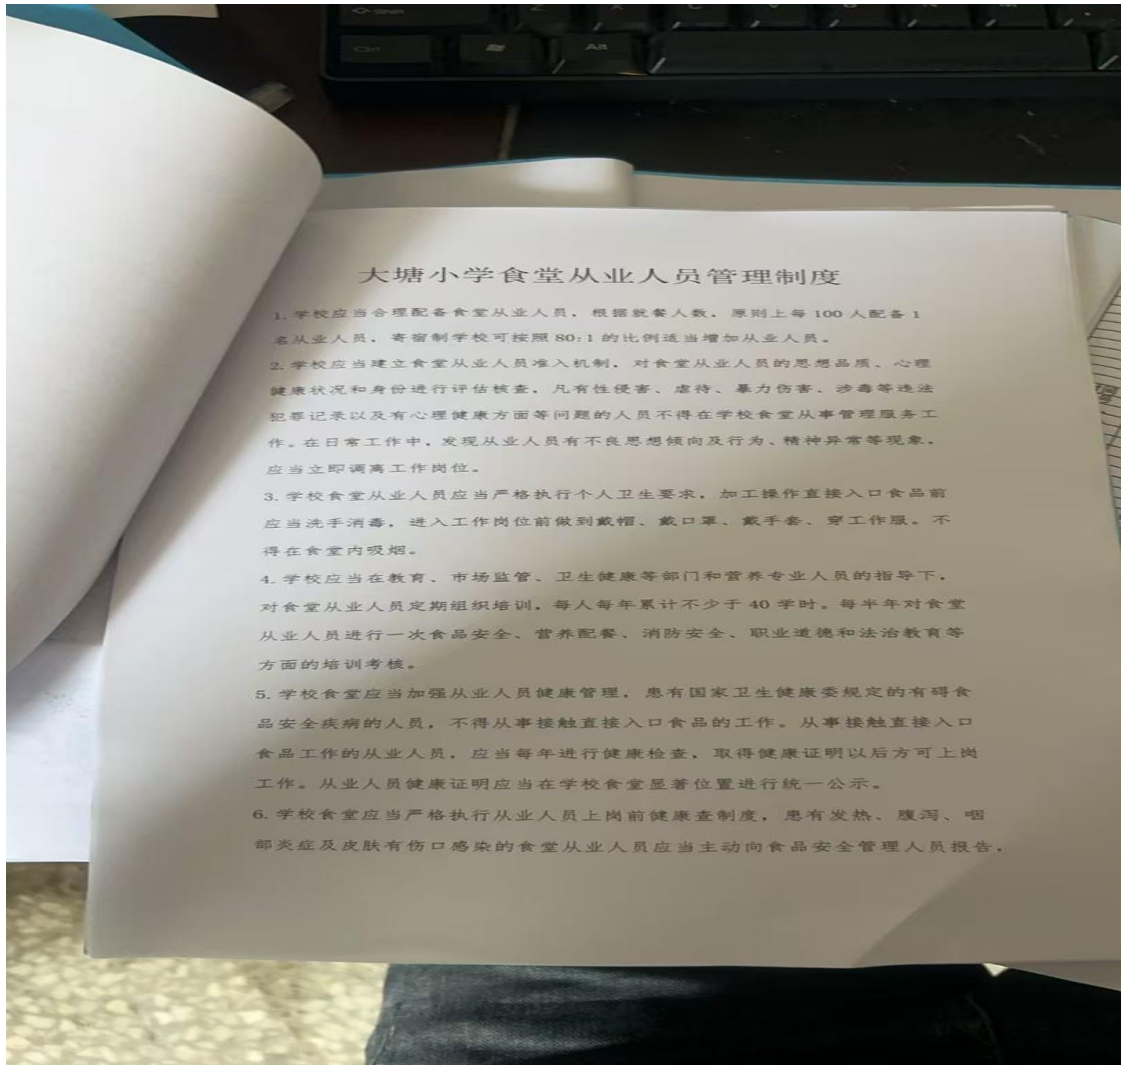 Ctrl
Aa
大塘小学食堂从业人员管理制度
1. 学校应当合理配备食堂从业人员，根据就餐人数，原则上每 100 人配备 1
名从业人员，寄宿制学校可按照 80:1 的比例适当增加从业人员。
2. 学校应当建立食堂从业人员准入机制，对食堂从业人员的思想品质、心理
健康状况和身份进行评估核查，凡有性侵害、虐待、暴力伤害、涉毒等违法
犯罪记录以及有心理健康方面等问题的人员不得在学校食堂从事管理服务工
作。在日常工作中，发现从业人员有不良思想倾向及行为、精神异常等现象，
应当立即调离工作岗位。
3. 学校食堂从业人员应当严格执行个人卫生要求，加工操作直接入口食品前
应当洗手消毒，进入工作岗位前做到戴帽、戴口罩、戴手套、穿工作服。不
得在食堂内吸烟。
4. 学校应当在教育、市场监管、卫生健康等部门和营养专业人员的指导下，
对食堂从业人员定期组织培训，每人每年累计不少于 40 学时。每半年对食堂
从业人员进行一次食品安全、营养配餐、消防安全、职业道德和法治教育等
方面的培训考核。
5. 学校食堂应当加强从业人员健康管理，患有国家卫生健康委规定的有碍食
品安全疾病的人员，不得从事接触直接入口食品的工作。从事接触直接入口
食品工作的从业人员，应当每年进行健康检查，取得健康证明以后方可上岗
工作。从业人员健康证明应当在学校食堂显著位置进行统一公示。
6. 学校食堂应当严格执行从业人员上岗前健康查制度，患有发热、腹泻、咽
部炎症及皮肤有伤口感染的食堂从业人员应当主动向食品安全管理人员报告，